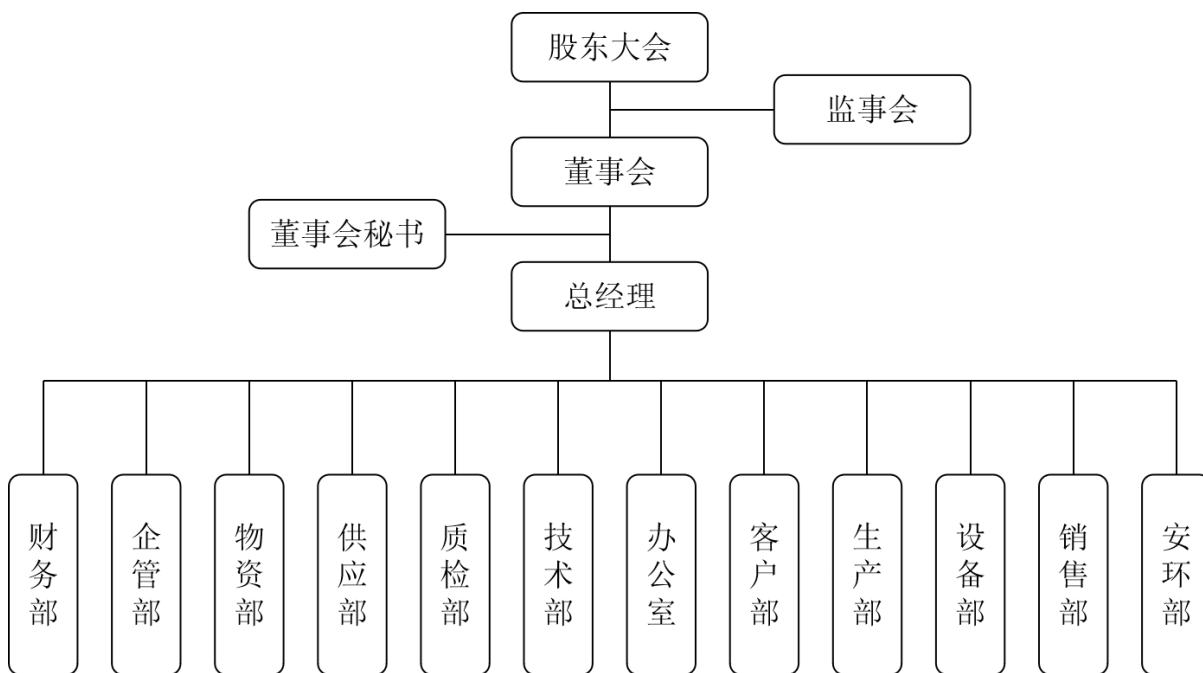 股东大会
监事会
董事会
董事会秘书
总经理
财务部
企管部
物资部
供应部
质检部
技术部
办公室
客户部
生产部
设备部
销售部
安环部